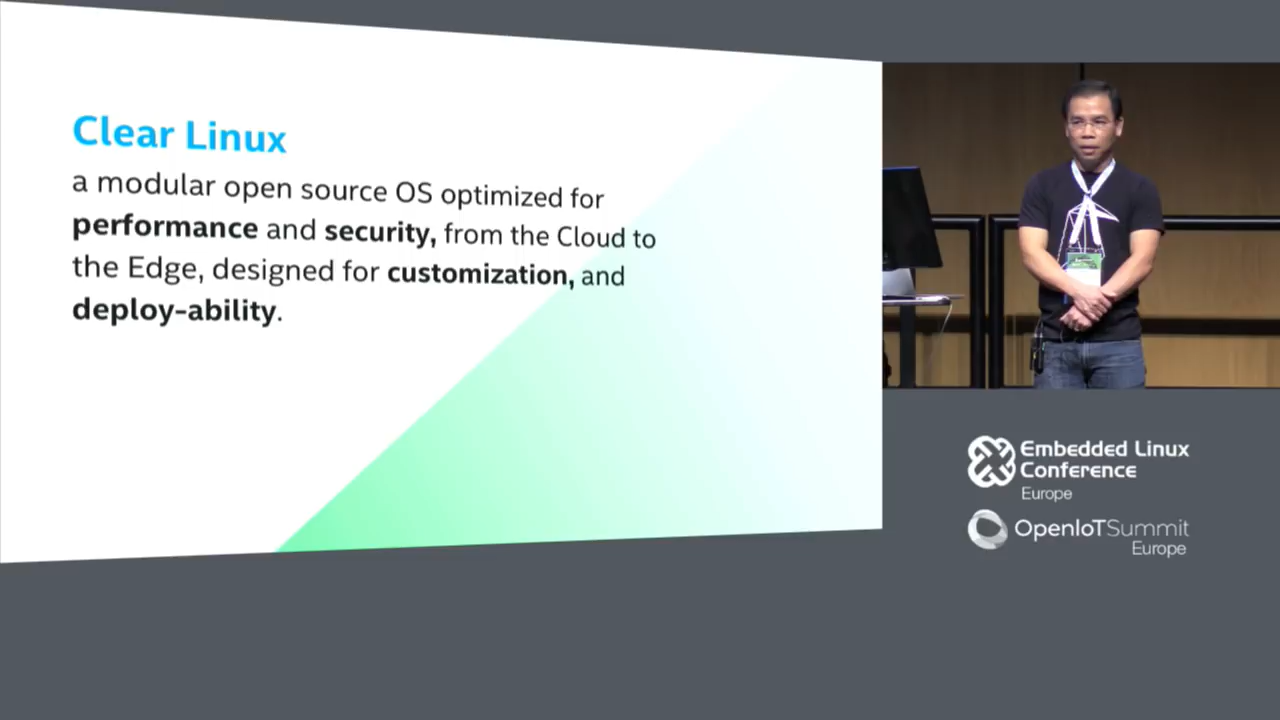 Clear Linux
a modular open source OS optimized for
performance and security, from the Cloud to
the Edge, designed for customization, and
deploy-ability.
Embedded Linux
Conference
Europe
OpenIoTSummit
Europe